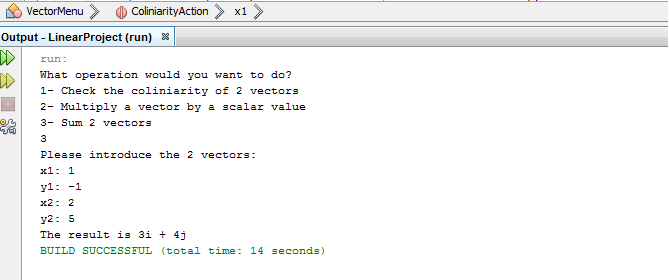 VectorMenu ColiniarityAction x1
Output - LinearProject (run)
run:
What operation would you want to do?
1- Check the coliniarity of 2 vectors
2- Multiply a vector by a scalar value
3- Sum 2 vectors
3
Please introduce the 2 vectors:
x1: 1
y1: -1
x2: 2
y2: 5
The result is 3i + 4j
BUILD SUCCESSFUL (total time: 14 seconds)